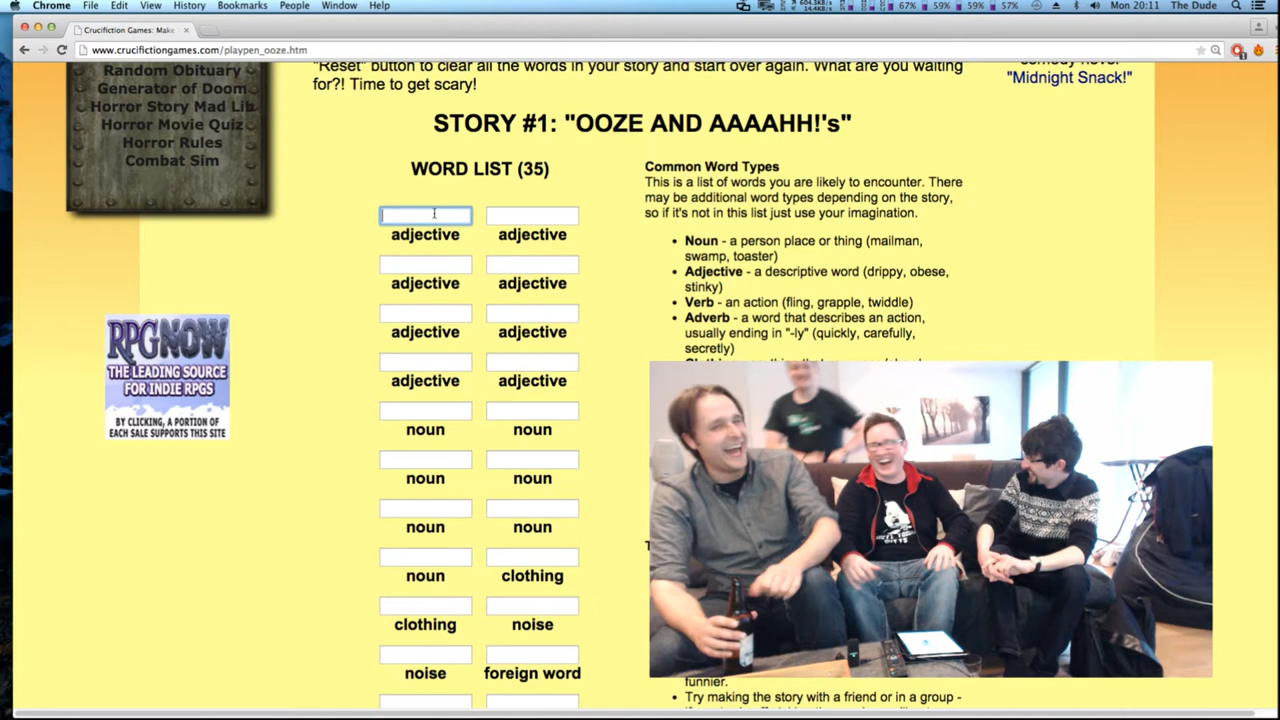 Chrome File Edit View History Bookmarks People Window Help
67% 59% 59% 57% Mon 20:11 The Dude
Crucifiction Games: Make
www.crucifictiongames.com/playpen_ooze.htm
Random Obituary
Generator of Doom
Horror Story Mad Lib
Horror Movie Quiz
Horror Rules
Combat Sim
RPGNOW
THE LEADING SOURCE
FOR INDIE RPGS
BY CLICKING, A PORTION OF
EACH SALE SUPPORTS THIS SITE
"Reset" button to clear all the words in your story and start over again. What are you waiting
for?! Time to get scary!
"Midnight Snack!"
STORY #1: "OOZE AND AAAAHH!'s"
WORD LIST (35)
adjective adjective
adjective adjective
adjective adjective
adjective adjective
noun noun
noun noun
noun noun
noun clothing
clothing noise
noise foreign word
Common Word Types
This is a list of words you are likely to encounter. There
may be additional word types depending on the story,
so if it's not in this list just use your imagination.
• Noun - a person place or thing (mailman,
swamp, toaster)
• Adjective - a descriptive word (drippy, obese,
stinky)
• Verb - an action (fling, grapple, twiddle)
• Adverb - a word that describes an action,
usually ending in "-ly" (quickly, carefully,
secretly)
funnier.
• Try making the story with a friend or in a group -